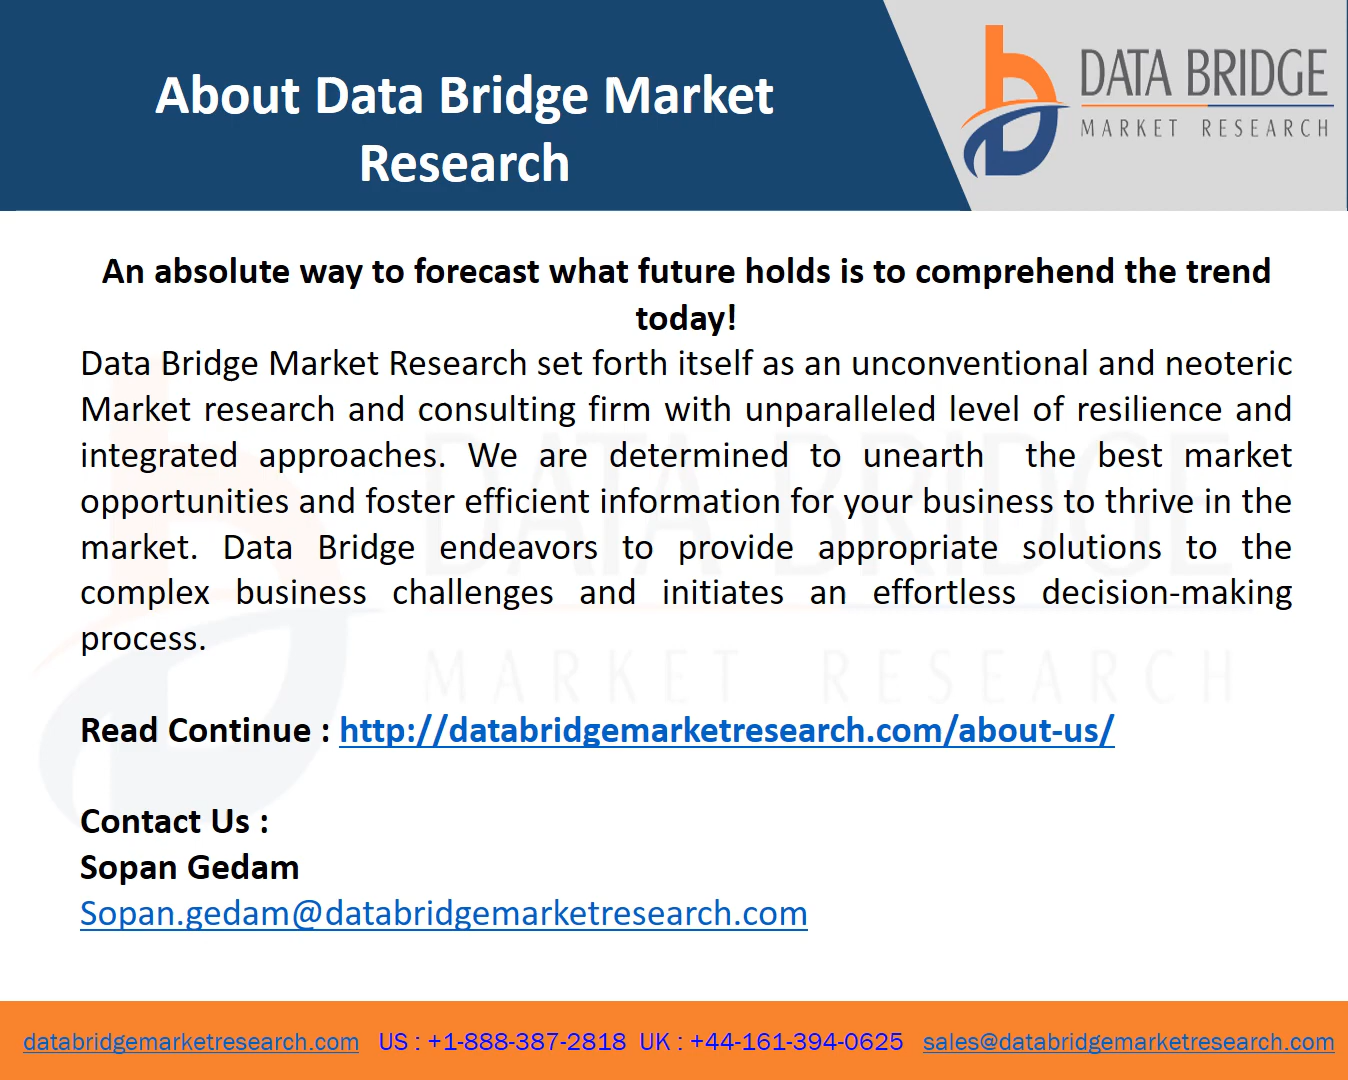 About Data Bridge Market
Research
DATA BRIDGE
MARKET RESEARCH
An absolute way to forecast what future holds is to comprehend the trend
today!
Data Bridge Market Research set forth itself as an unconventional and neoteric
Market research and consulting firm with unparalleled level of resilience and
integrated approaches. We are determined to unearth the best market
opportunities and foster efficient information for your business to thrive in the
market. Data Bridge endeavors to provide appropriate solutions to the
complex business challenges and initiates an effortless decision-making
process.
DATA BRIDGE
MARKET RESEARCH
Read Continue : http://databridgemarketresearch.com/about-us/
Contact Us :
Sopan Gedam
Sopan.gedam@databridgemarketresearch.com
databridgemarketresearch.com US : +1-888-387-2818 UK : +44-161-394-0625 sales@databridgemarketresearch.com